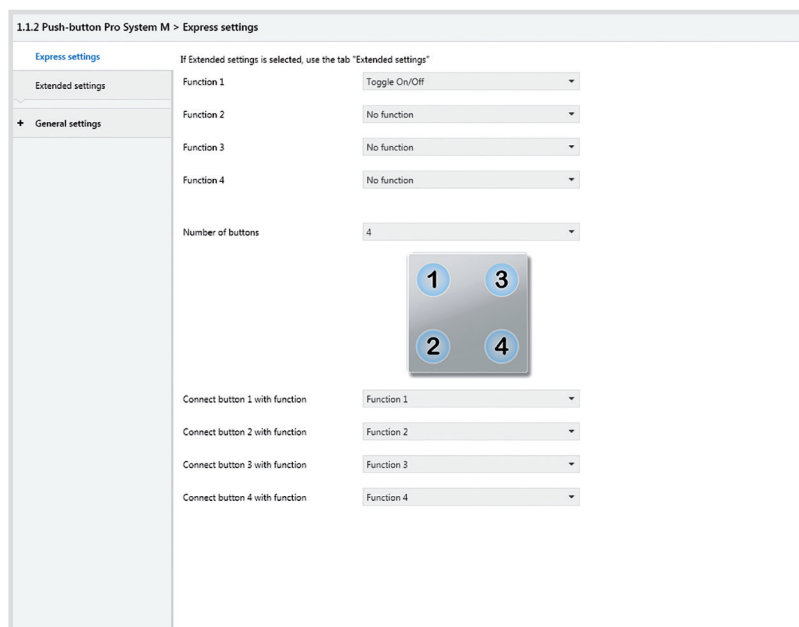 1.1.2 Push-button Pro System M > Express settings
Express settings
Extended settings
+ General settings
If Extended settings is selected, use the tab "Extended settings"
Function 1 Toggle On/Off
Function 2 No function
Function 3 No function
Function 4 No function
Number of buttons 4
1 3
2 4
Connect button 1 with function Function 1
Connect button 2 with function Function 2
Connect button 3 with function Function 3
Connect button 4 with function Function 4